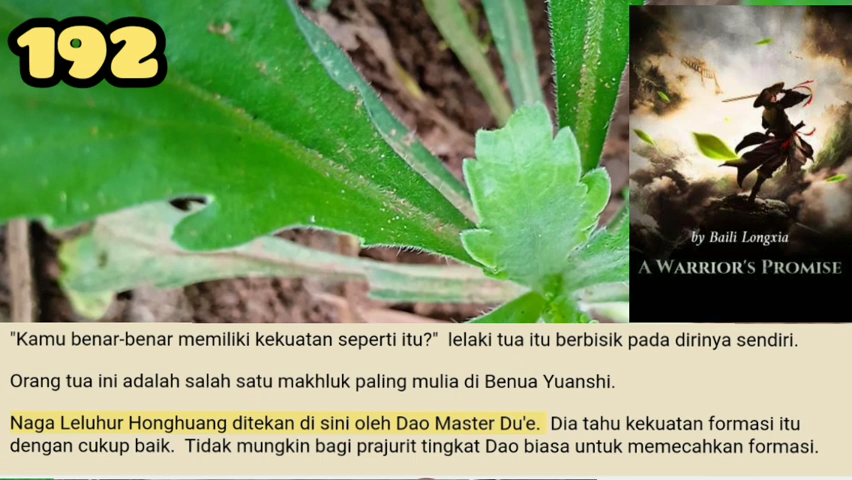 192
by Baili Longxia
A WARRIOR'S PROMISE
"Kamu benar-benar memiliki kekuatan seperti itu?"  lelaki tua itu berbisik pada dirinya sendiri.
Orang tua ini adalah salah satu makhluk paling mulia di Benua Yuanshi.
Naga Leluhur Honghuang ditekan di sini oleh Dao Master Du'e.  Dia tahu kekuatan formasi itu
dengan cukup baik.  Tidak mungkin bagi prajurit tingkat Dao biasa untuk memecahkan formasi.